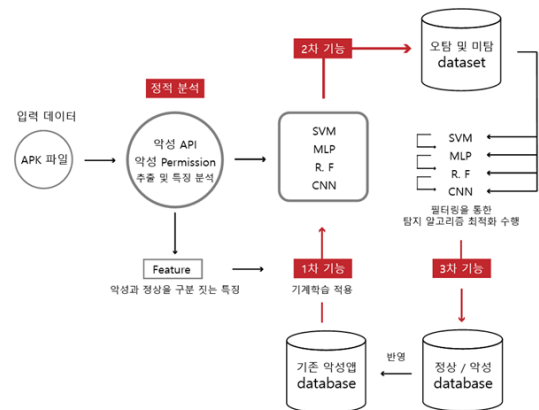 2차 기능
오탐 및 미탐
dataset
정적 분석
입력 데이터
APK 파일
악성 API
악성 Permission
추출 및 특징 분석
SVM
MLP
R. F
CNN
SVM
MLP
R. F
CNN
필터링을 통한
탐지 알고리즘 최적화 수행
Feature
악성과 정상을 구분 짓는 특징
1차 기능
기계학습 적용
3차 기능
기존 악성앱
database
반영
정상 / 악성
database